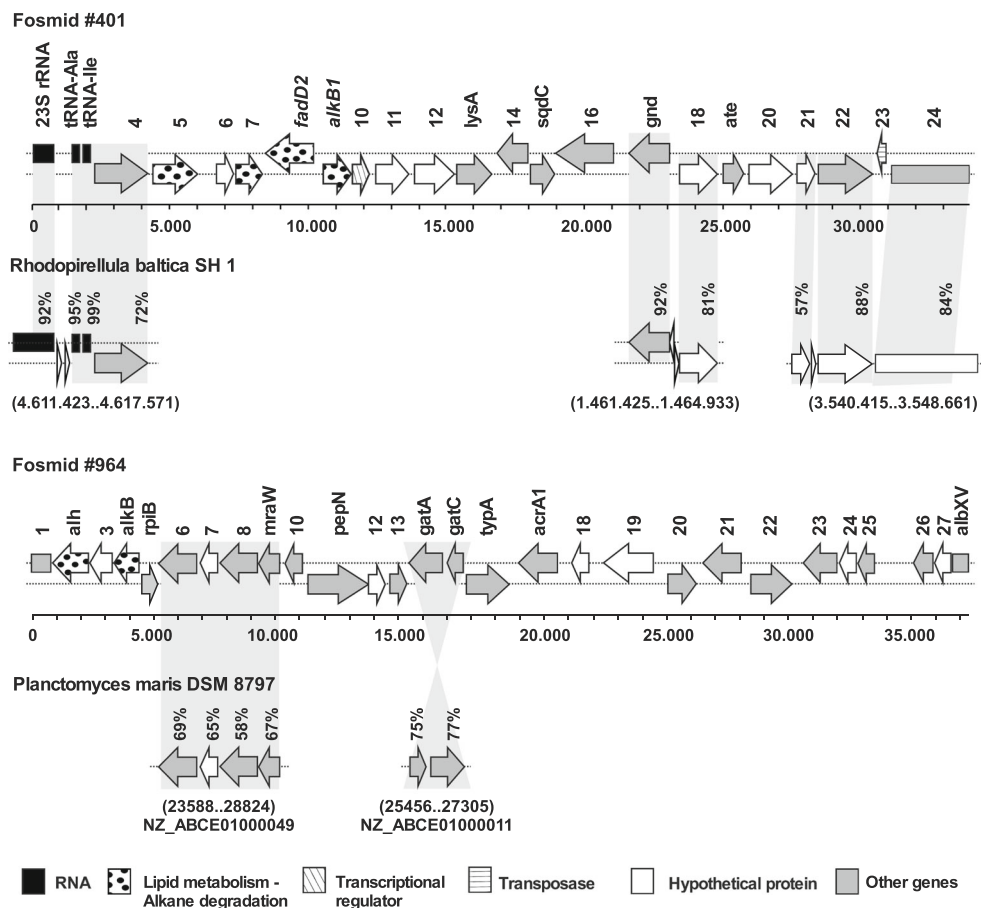 Fosmid #401
23S rRNA tRNA-Ala tRNA-Ile 4 5 6 7 fadD2 alkB1 10 11 12 lysA 14 sqdC 16 gnd 18 ate 20 21 22 23 24
0 5.000 10.000 15.000 20.000 25.000 30.000
Rhodopirellula baltica SH 1
92% 95% 99% 72% 92% 81% 57% 88% 84%
(4.611.423..4.617.571) (1.461.425..1.464.933) (3.540.415..3.548.661)
Fosmid #964
1 alh 3 alkB rpiB 6 7 8 mraW 10 pepN 12 13 gatA gatC typA acrA1 18 19 20 21 22 23 24 25 26 27 albXV
0 5.000 10.000 15.000 20.000 25.000 30.000 35.000
Planctomyces maris DSM 8797
69% 65% 58% 67% 75% 77%
(23588..28824) (25456..27305)
NZ_ABCE01000049 NZ_ABCE01000011
RNA Lipid metabolism - Transcriptional Transposase Hypothetical protein Other genes
Alkane degradation regulator